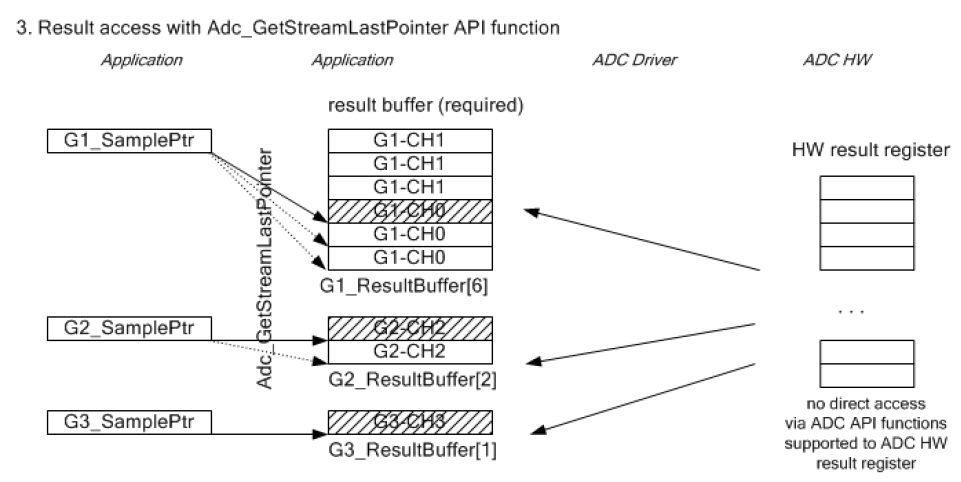 3. Result access with Adc_GetStreamLastPointer API function
Application
Application
ADC Driver
ADC HW
result buffer (required)
G1_SamplePtr
G1-CH1
G1-CH1
G1-CH1
G1-CH0
G1-CH0
G1-CH0
G1_ResultBuffer[6]
Adc_GetStreamLastPointer
HW result register
G2_SamplePtr
G2-CH2
G2-CH2
G2_ResultBuffer[2]
. . .
G3_SamplePtr
G3-CH3
G3_ResultBuffer[1]
no direct access
via ADC API functions
supported to ADC HW
result register